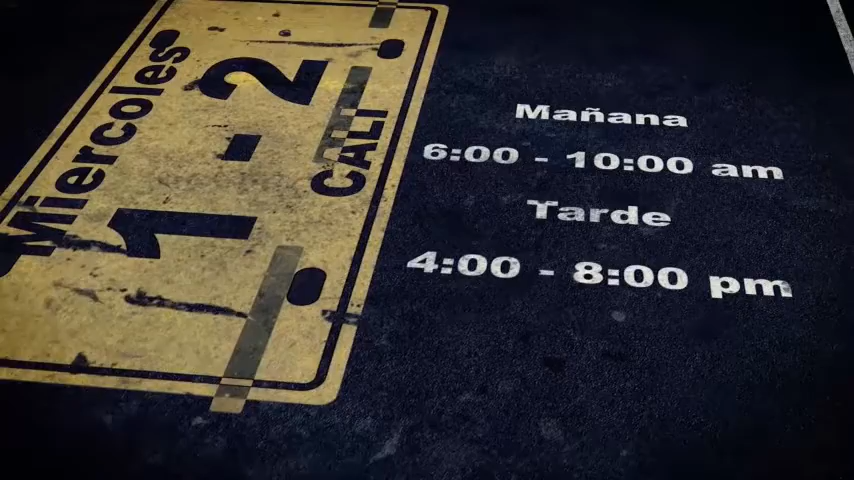 Miercoles
1 - 2
CALI
Mañana
6:00 - 10:00 am
Tarde
4:00 - 8:00 pm